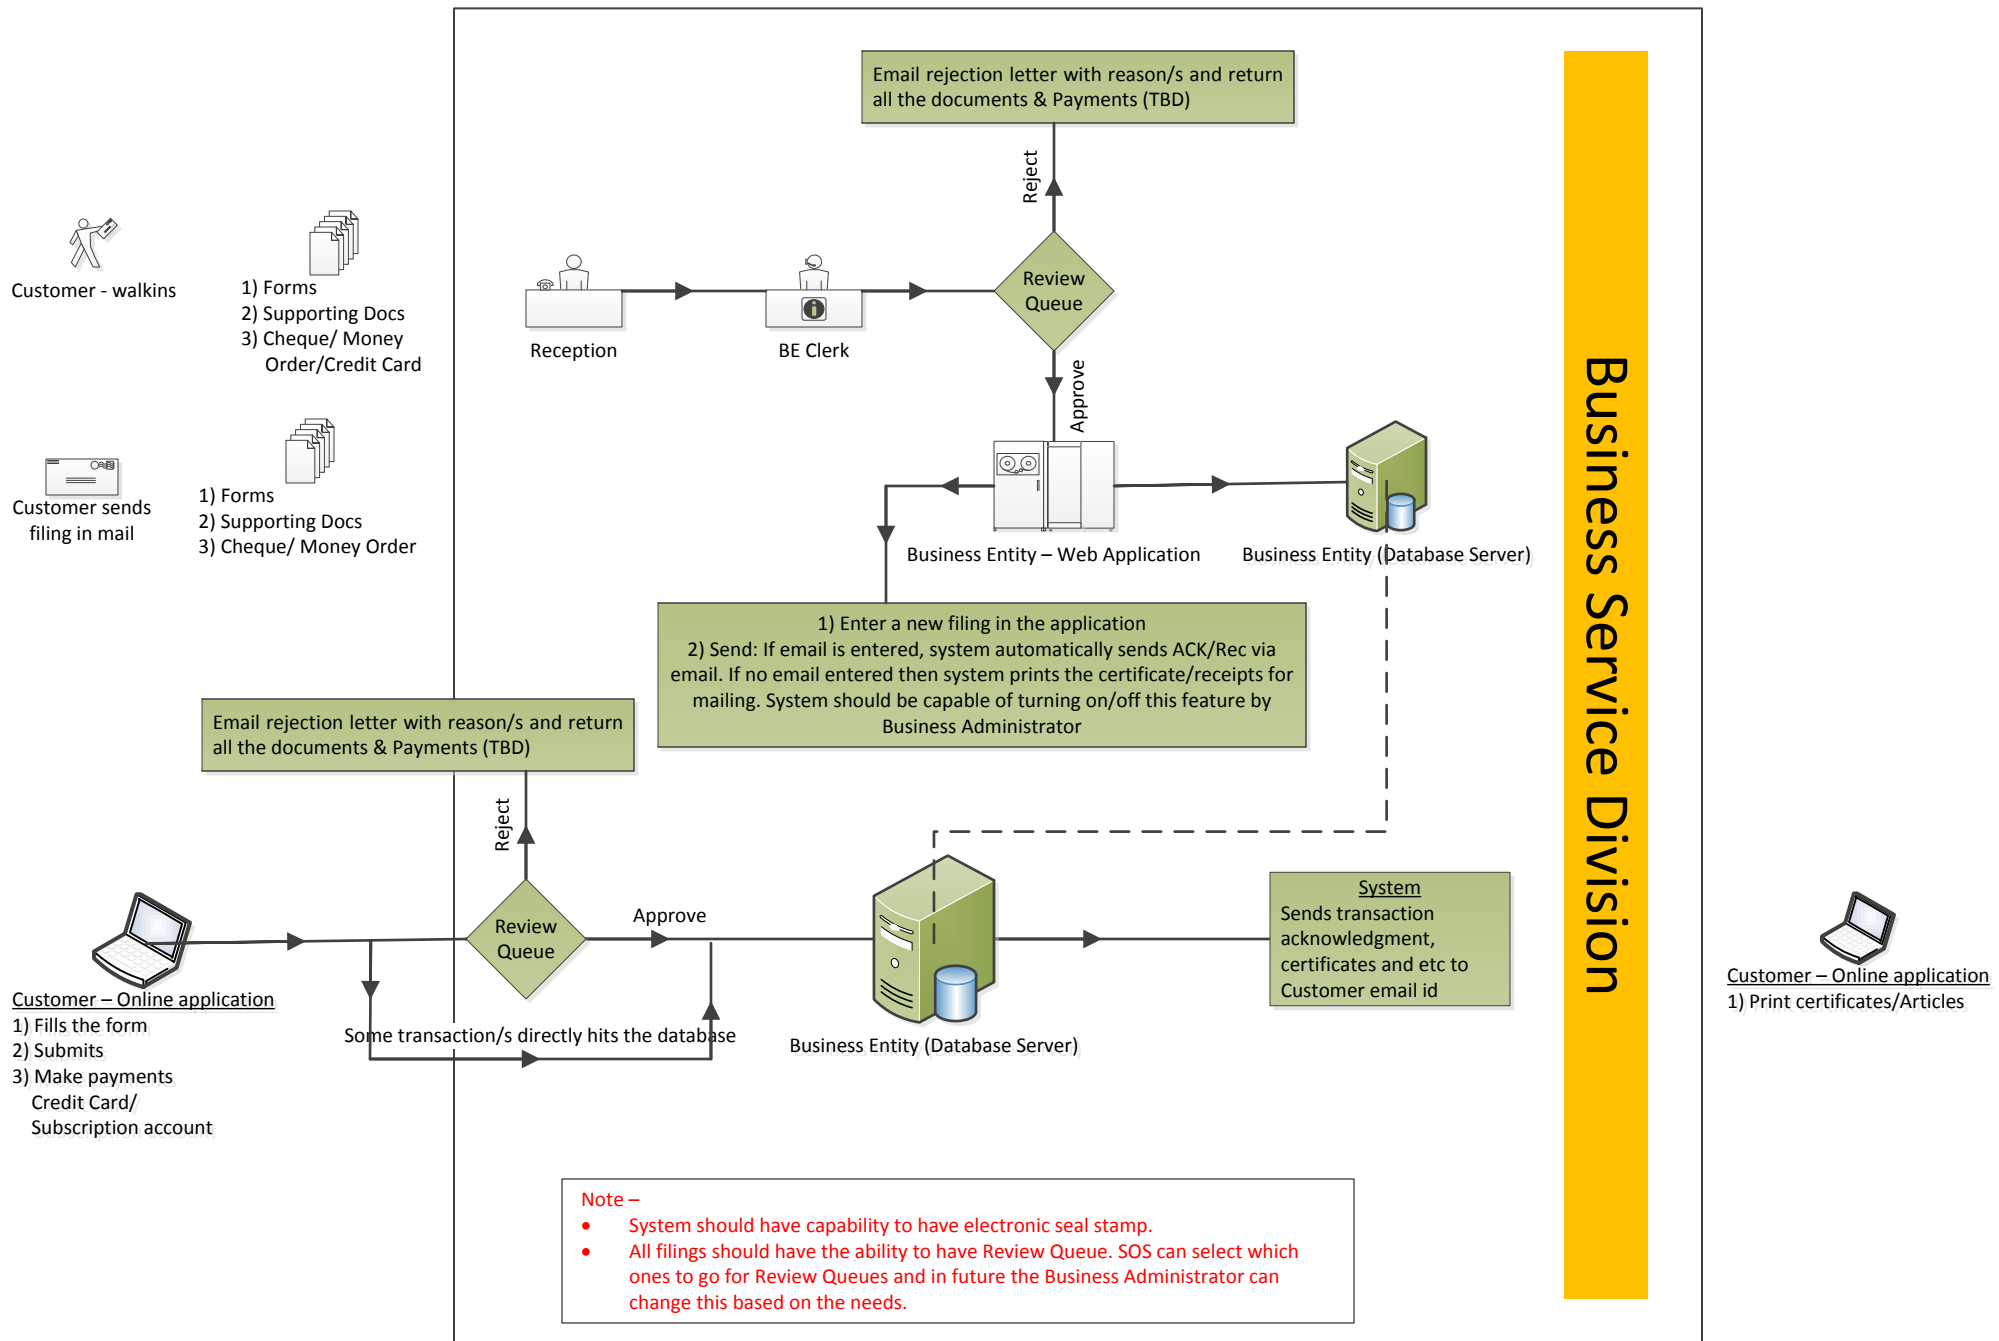 Email rejection letter with reason/s and return
all the documents & Payments (TBD)
Reject
Customer - walkins
1) Forms
2) Supporting Docs
3) Cheque/ Money
Order/Credit Card
Reception
BE Clerk
Review
Queue
Approve
Customer sends
filing in mail
1) Forms
2) Supporting Docs
3) Cheque/ Money Order
Business Entity – Web Application
Business Entity (Database Server)
1) Enter a new filing in the application
2) Send: If email is entered, system automatically sends ACK/Rec via
email. If no email entered then system prints the certificate/receipts for
mailing. System should be capable of turning on/off this feature by
Business Administrator
Email rejection letter with reason/s and return
all the documents & Payments (TBD)
Reject
Review
Queue
Approve
Some transaction/s directly hits the database
Customer – Online application
1) Fills the form
2) Submits
3) Make payments
Credit Card/
Subscription account
Business Entity (Database Server)
System
Sends transaction
acknowledgment,
certificates and etc to
Customer email id
Business Service Division
Customer – Online application
1) Print certificates/Articles
Note –
• System should have capability to have electronic seal stamp.
• All filings should have the ability to have Review Queue. SOS can select which
ones to go for Review Queues and in future the Business Administrator can
change this based on the needs.